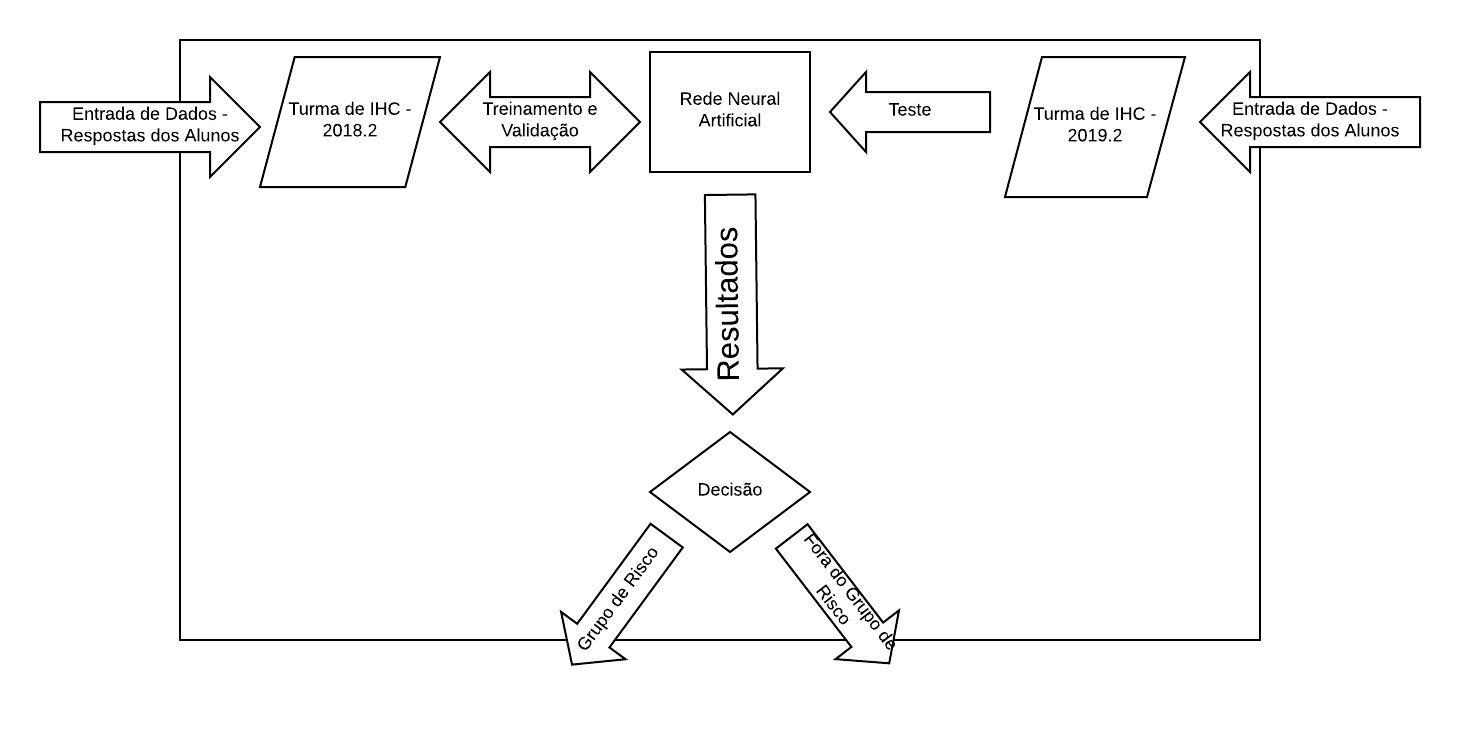 Entrada de Dados -
Respostas dos Alunos
Turma de IHC -
2018.2
Treinamento e
Validação
Rede Neural
Artificial
Teste
Turma de IHC -
2019.2
Entrada de Dados -
Respostas dos Alunos
Resultados
Decisão
Grupo de Risco
Fora do Grupo de
Risco